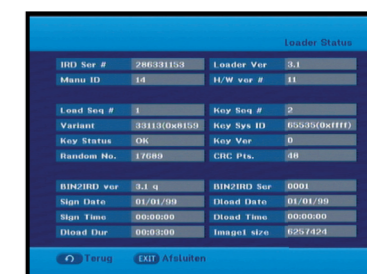 Loader Status
IRD Ser # 286331153 Loader Ver 3.1
Manu ID 14 H/W ver # 11
Load Seq # 1 Key Seq # 2
Variant 33113(0x8159 Key Sys ID 65535(0xffff)
Key Status OK Key Ver 0
Random No. 17689 CRC Pts. 48
BIN2IRD ver 3.1 q BIN2IRD Ser 0001
Sign Date 01/01/99 Dload Date 01/01/99
Sign Time 00:00:00 Dload Time 00:00:00
Dload Dur 00:03:00 Image1 size 6257424
Terug EXIT Afsluiten